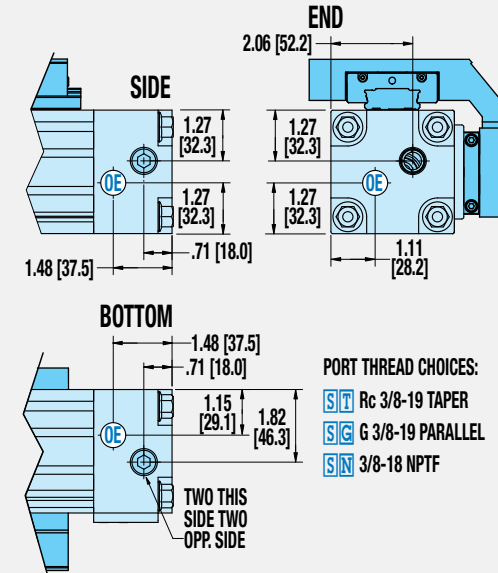 END
2.06 [52.2]
SIDE
1.27
[32.3]
1.27
[32.3]
OE
OE
1.27
[32.3]
1.27
[32.3]
.71 [18.0]
1.48 [37.5]
1.11
[28.2]
BOTTOM
1.48 [37.5]
.71 [18.0]
1.15
[29.1]
1.82
[46.3]
OE
TWO THIS
SIDE TWO
OPP. SIDE
PORT THREAD CHOICES:
ST Rc 3/8-19 TAPER
SG G 3/8-19 PARALLEL
SN 3/8-18 NPTF